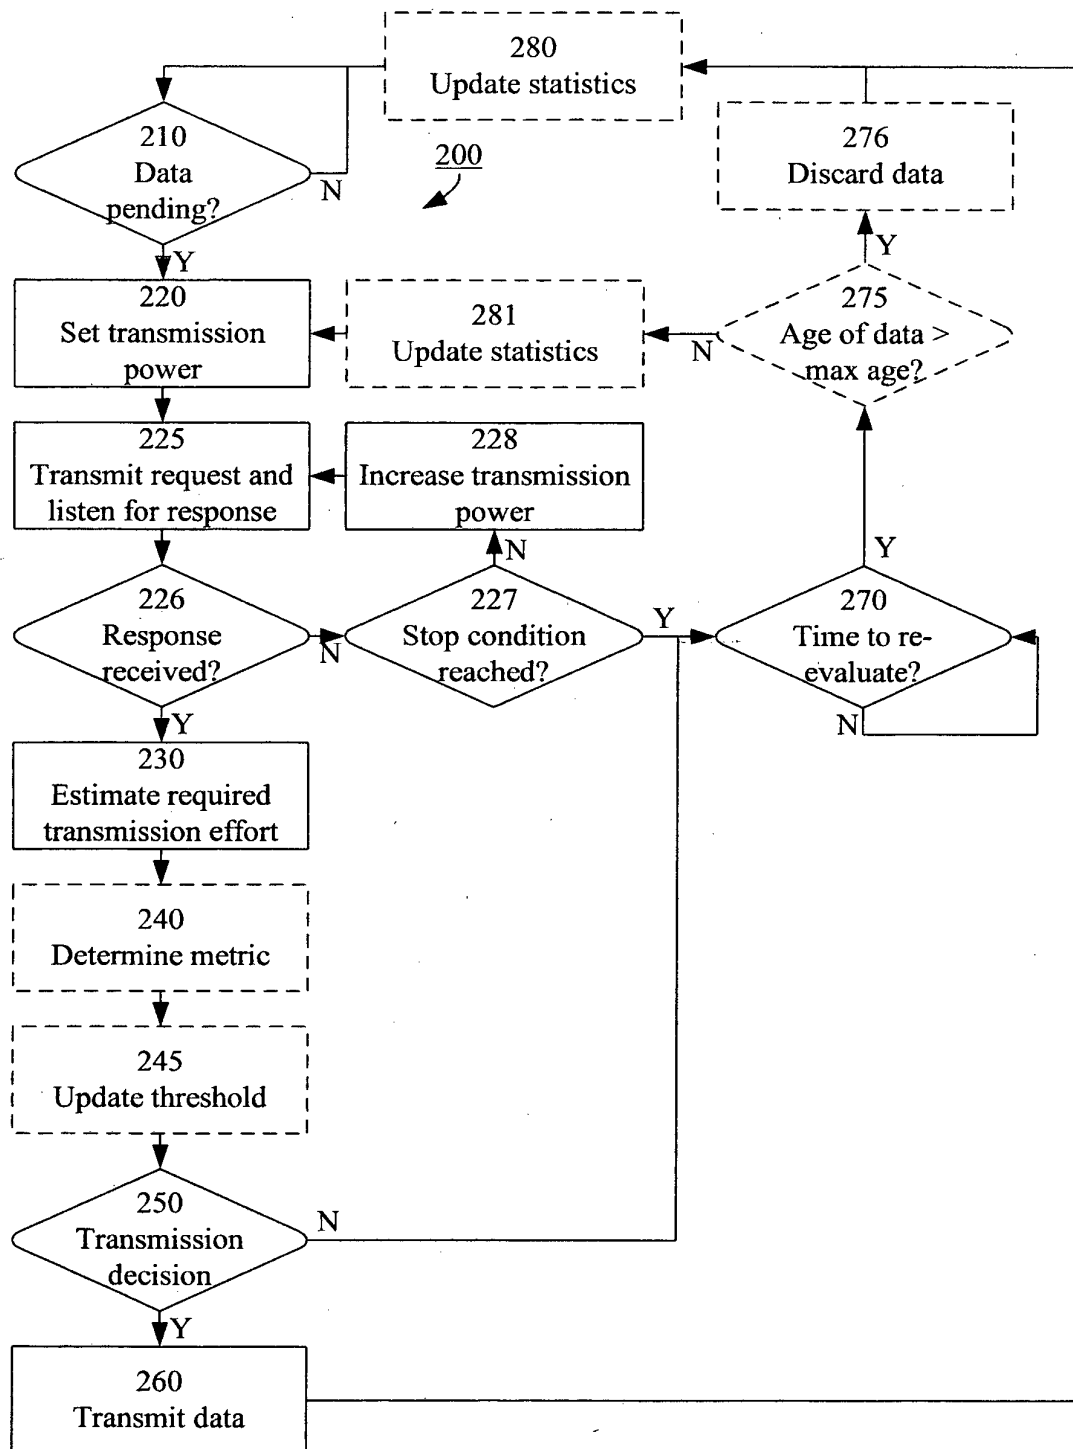 280
Update statistics
210
Data
pending?
N
Y
200
276
Discard data
Y
220
Set transmission
power
281
Update statistics
275
Age of data >
max age?
N
225
Transmit request and
listen for response
228
Increase transmission
power
N
Y
226
Response
received?
N
Y
227
Stop condition
reached?
Y
270
Time to re-
evaluate?
N
230
Estimate required
transmission effort
240
Determine metric
245
Update threshold
250
Transmission
decision
N
Y
260
Transmit data